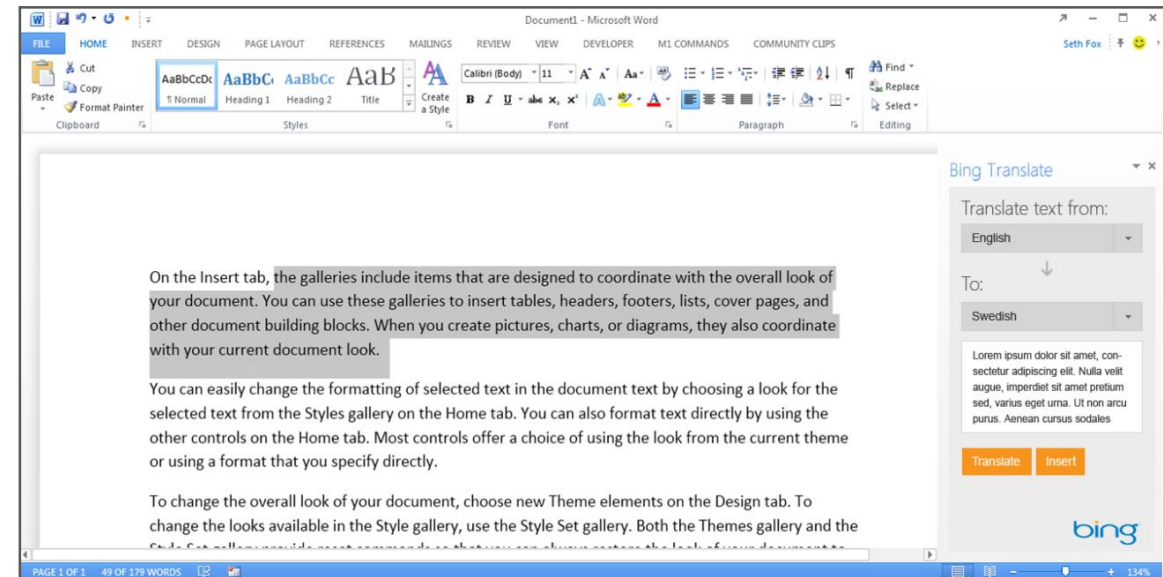 Document1 - Microsoft Word
FILE HOME INSERT DESIGN PAGE LAYOUT REFERENCES MAILINGS REVIEW VIEW DEVELOPER M1 COMMANDS COMMUNITY CLIPS Seth Fox
Paste
Cut
Copy
Format Painter
Clipboard
AaBbCcDc AaBbC AaBbCc AaB
¶ Normal Heading 1 Heading 2 Title
Create
a Style
Styles
Calibri (Body) 11
Font
Paragraph
Find
Replace
Select
Editing
On the Insert tab, the galleries include items that are designed to coordinate with the overall look of
your document. You can use these galleries to insert tables, headers, footers, lists, cover pages, and
other document building blocks. When you create pictures, charts, or diagrams, they also coordinate
with your current document look.
You can easily change the formatting of selected text in the document text by choosing a look for the
selected text from the Styles gallery on the Home tab. You can also format text directly by using the
other controls on the Home tab. Most controls offer a choice of using the look from the current theme
or using a format that you specify directly.
To change the overall look of your document, choose new Theme elements on the Design tab. To
change the looks available in the Style gallery, use the Style Set gallery. Both the Themes gallery and the
Bing Translate
Translate text from:
English
To:
Swedish
Lorem ipsum dolor sit amet, con-
sectetur adipiscing elit. Nulla velit
augue, imperdiet sit amet pretium
sed, varius eget urna. Ut non arcu
purus. Aenean cursus sodales
Translate Insert
bing
PAGE 1 OF 1 49 OF 179 WORDS 134%